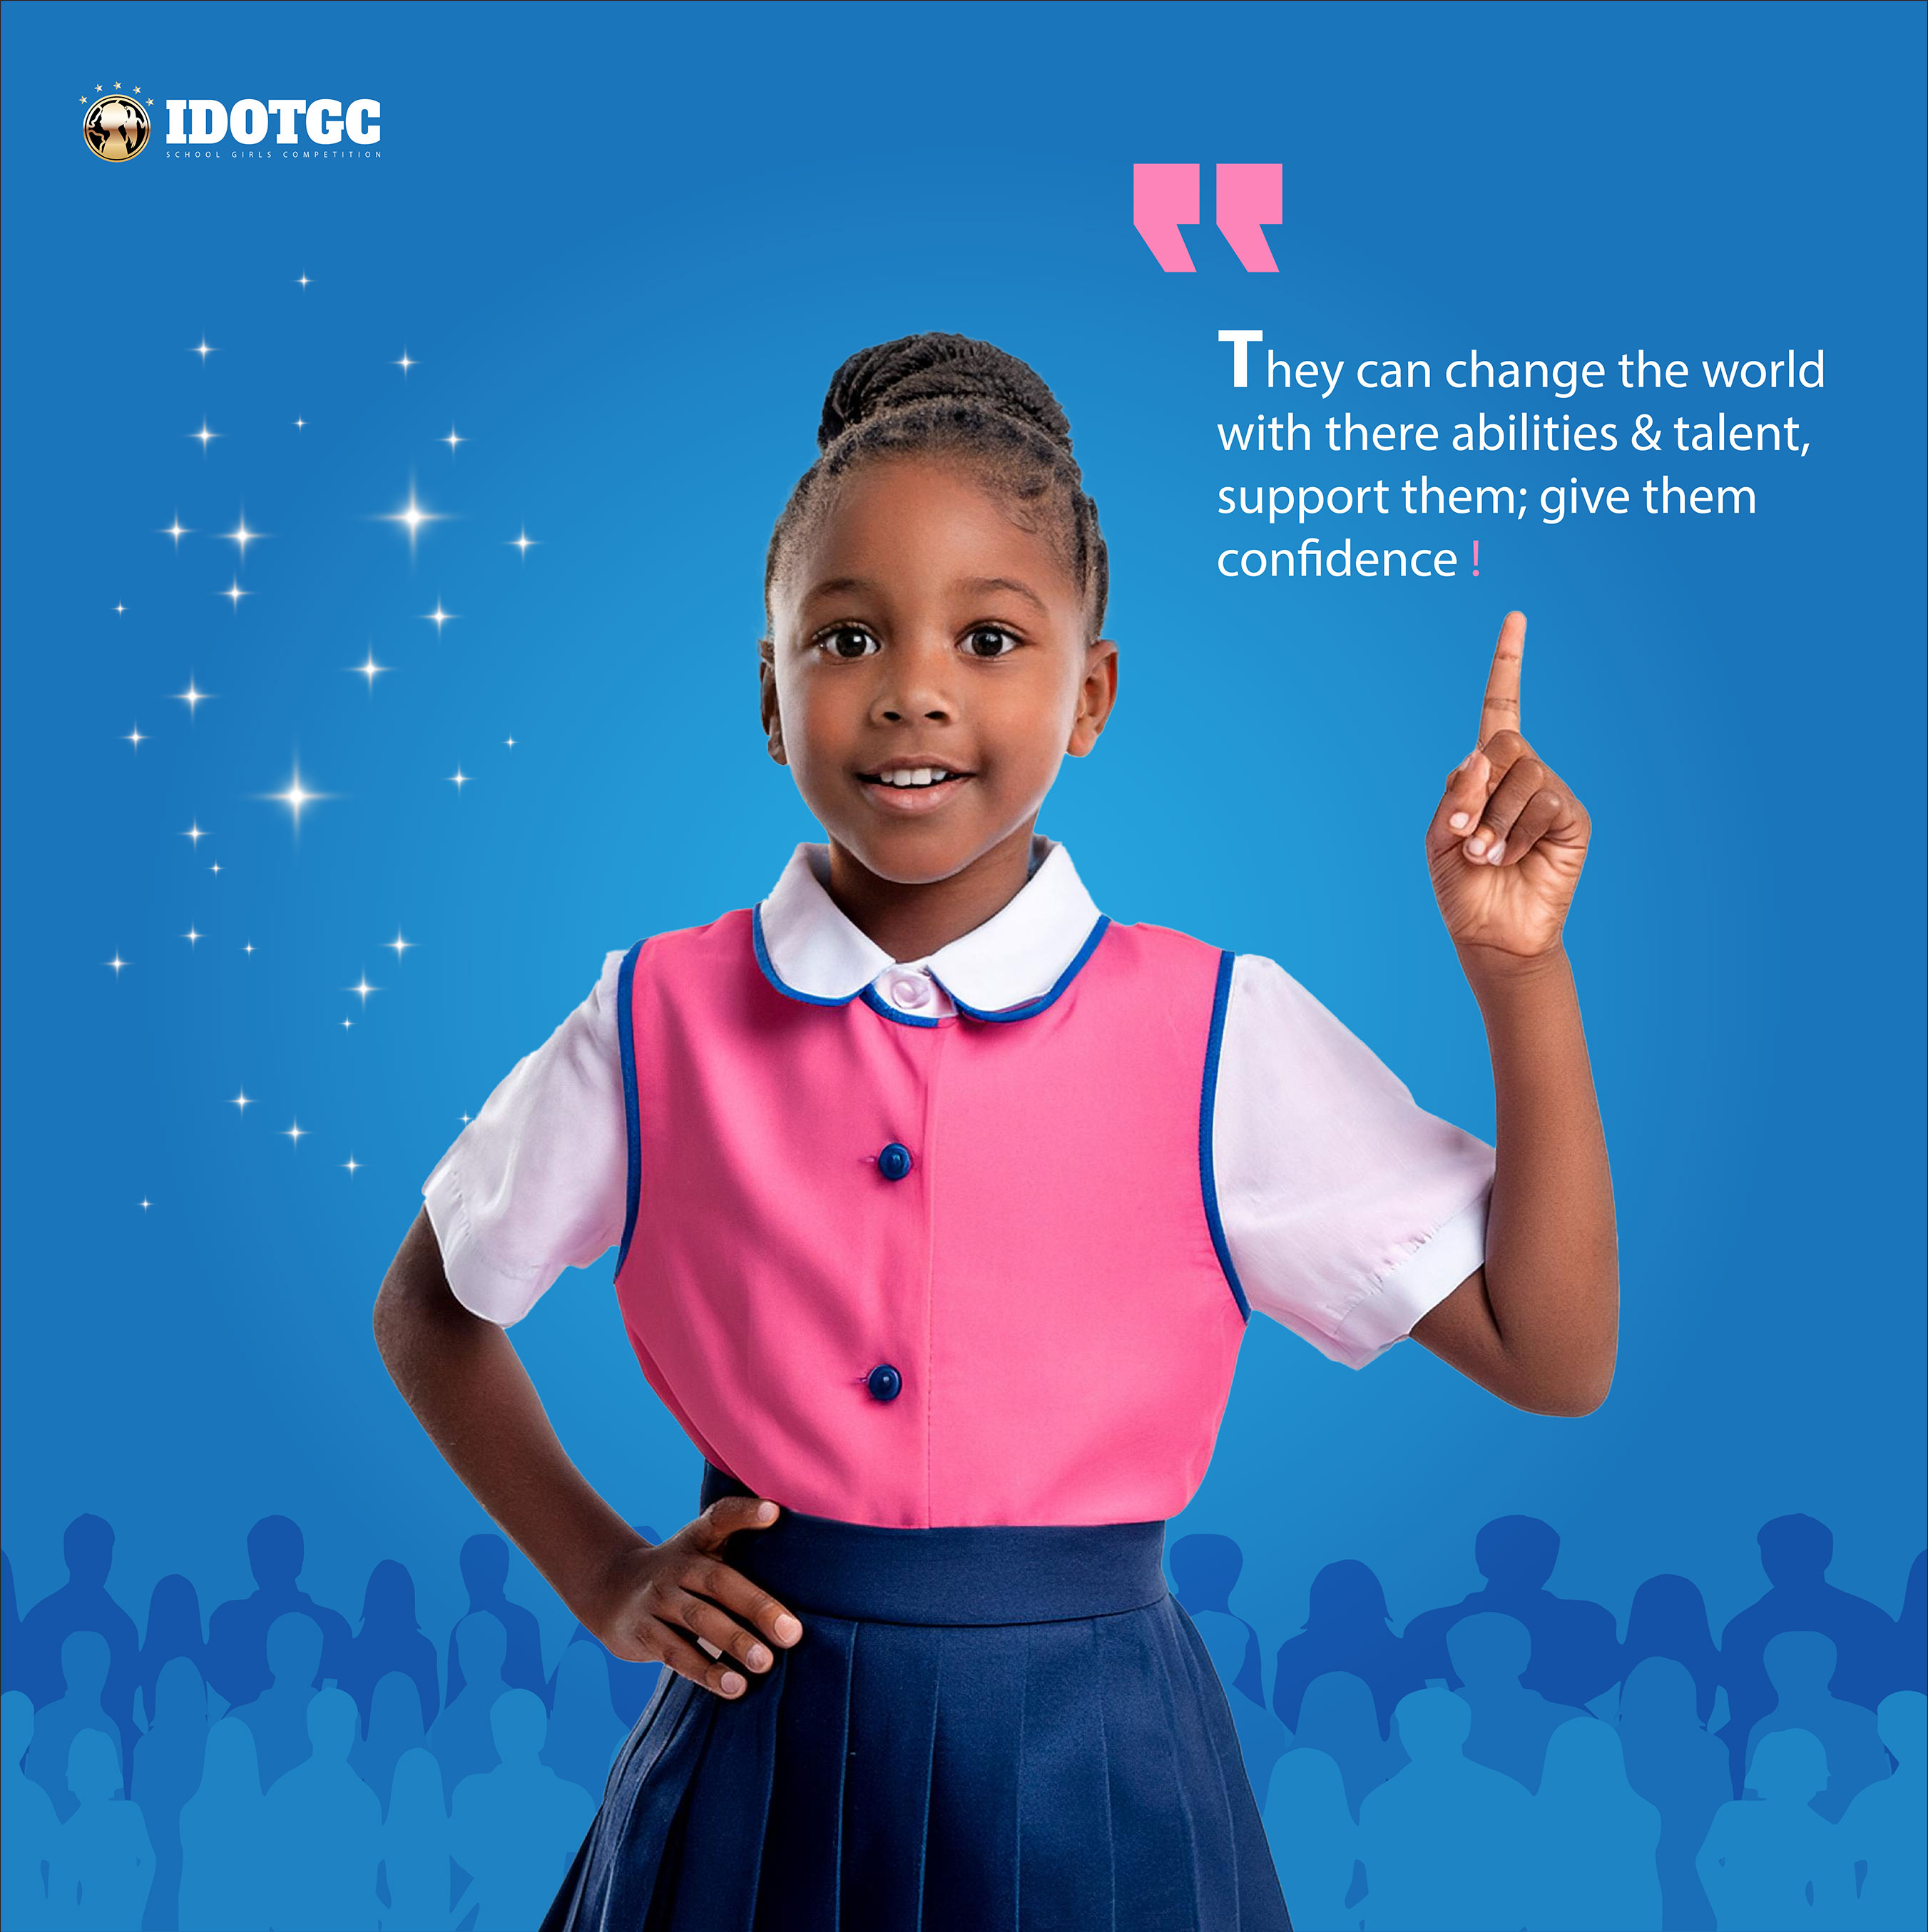 IDOTGC
SCHOOL GIRLS COMPETITION
They can change the world
with there abilities & talent,
support them; give them
confidence !